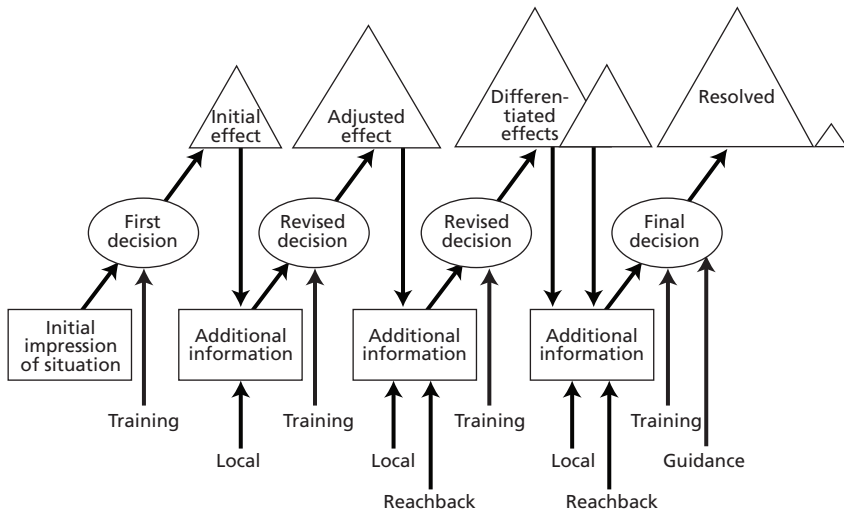 Initial
effect
Adjusted
effect
Differen-
tiated
effects
Resolved
First
decision
Revised
decision
Revised
decision
Final
decision
Initial
impression
of situation
Additional
information
Additional
information
Additional
information
Training
Training
Training
Training
Local
Local
Local
Guidance
Reachback
Reachback